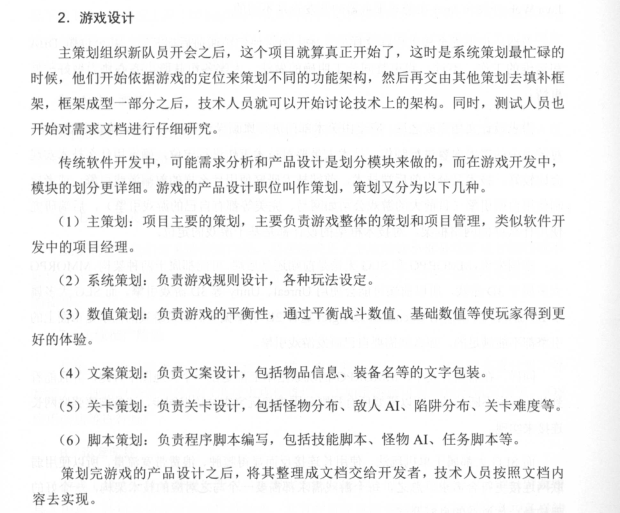 2．游戏设计
主策划组织新队员开会之后，这个项目就算真正开始了，这时是系统策划最忙碌的
时候，他们开始依据游戏的定位来策划不同的功能架构，然后再交由其他策划去填补框
架，框架成型一部分之后，技术人员就可以开始讨论技术上的架构。同时，测试人员也
开始对需求文档进行仔细研究。
传统软件开发中，可能需求分析和产品设计是划分模块来做的，而在游戏开发中，
模块的划分更详细。游戏的产品设计职位叫作策划，策划又分为以下几种。
（1）主策划：项目主要的策划，主要负责游戏整体的策划和项目管理，类似软件开
发中的项目经理。
（2）系统策划：负责游戏规则设计，各种玩法设定。
（3）数值策划：负责游戏的平衡性，通过平衡战斗数值、基础数值等使玩家得到更
好的体验。
（4）文案策划：负责文案设计，包括物品信息、装备名等的文字包装。
（5）关卡策划：负责关卡设计，包括怪物分布、敌人 AI、陷阱分布、关卡难度等。
（6）脚本策划：负责程序脚本编写，包括技能脚本、怪物 AI、任务脚本等。
策划完游戏的产品设计之后，将其整理成文档交给开发者，技术人员按照文档内
容去实现。